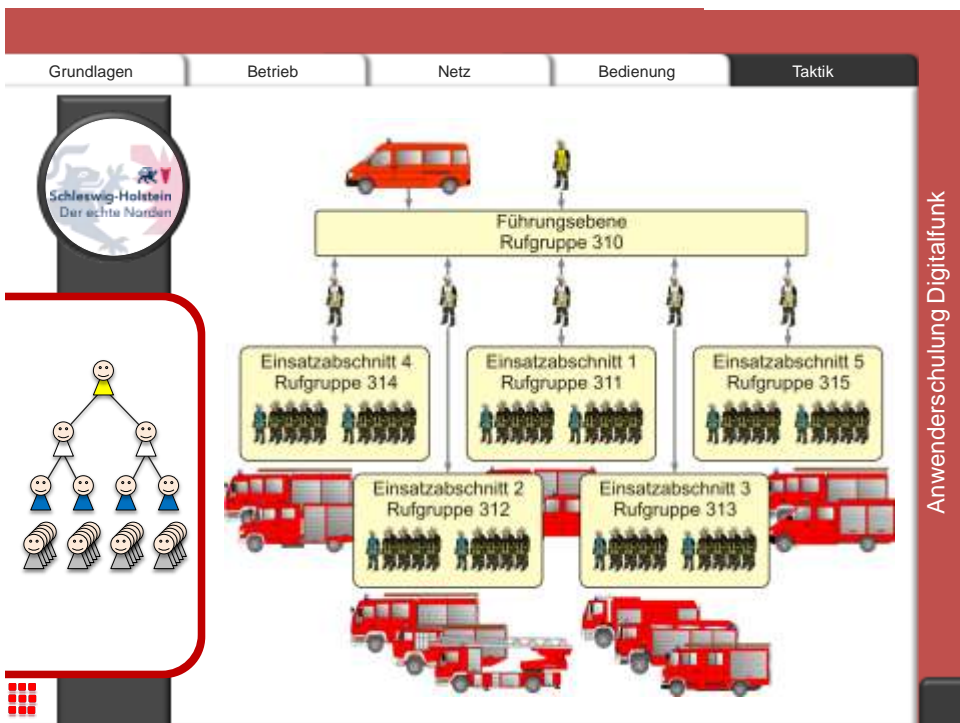 Grundlagen
Betrieb
Netz
Bedienung
Taktik
Schleswig-Holstein
Der echte Norden
Führungsebene
Rufgruppe 310
Einsatzabschnitt 4
Rufgruppe 314
Einsatzabschnitt 1
Rufgruppe 311
Einsatzabschnitt 5
Rufgruppe 315
Einsatzabschnitt 2
Rufgruppe 312
Einsatzabschnitt 3
Rufgruppe 313
Anwenderschulung Digitalfunk